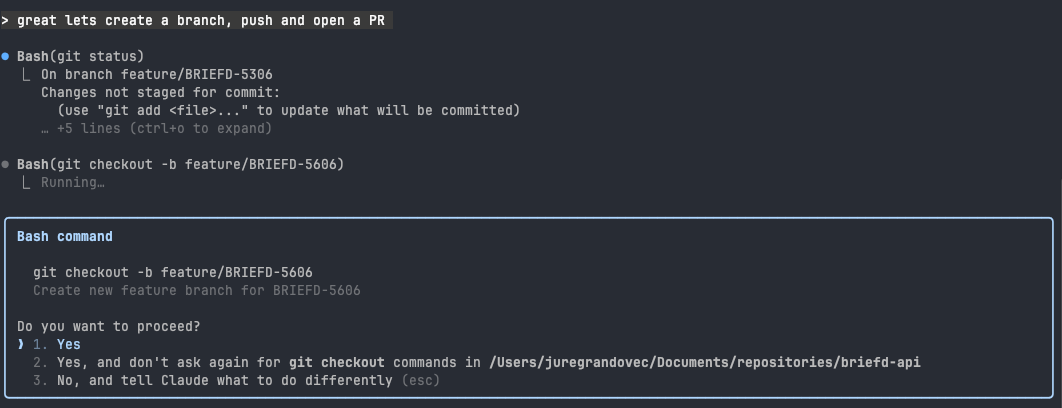 > great lets create a branch, push and open a PR
● Bash(git status)
⎿ On branch feature/BRIEFD-5306
Changes not staged for commit:
(use "git add <file>..." to update what will be committed)
… +5 lines (ctrl+o to expand)
● Bash(git checkout -b feature/BRIEFD-5606)
⎿ Running…
Bash command
git checkout -b feature/BRIEFD-5606
Create new feature branch for BRIEFD-5606
Do you want to proceed?
❯ 1. Yes
2. Yes, and don't ask again for git checkout commands in /Users/juregrandovec/Documents/repositories/briefd-api
3. No, and tell Claude what to do differently (esc)